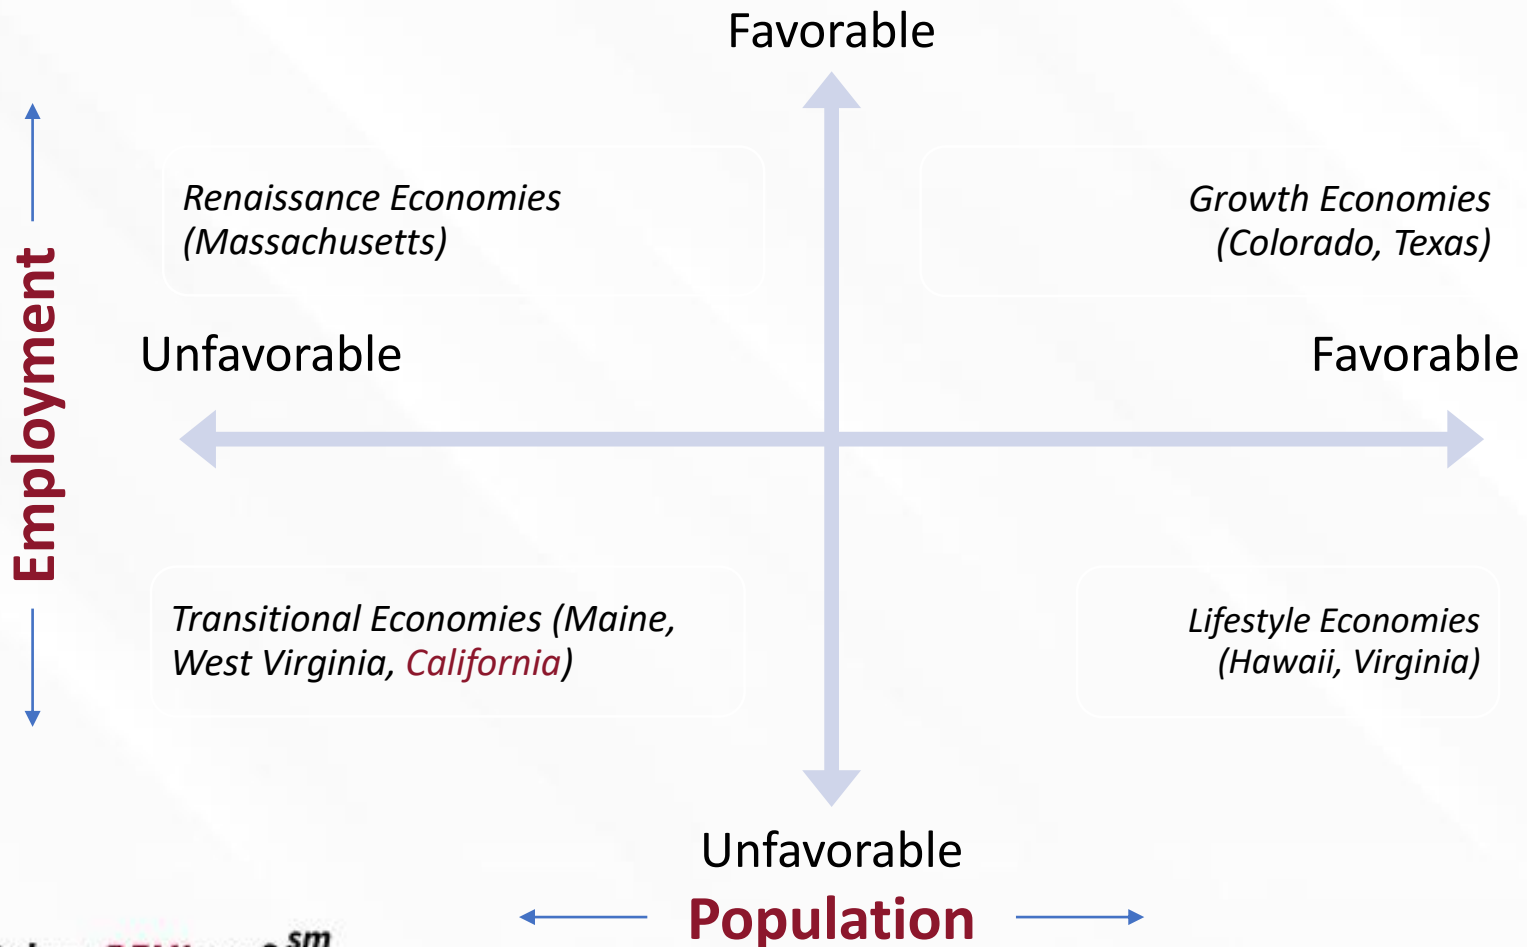 Favorable
Renaissance Economies
(Massachusetts)
Growth Economies
(Colorado, Texas)
Employment
Unfavorable
Favorable
Transitional Economies (Maine,
West Virginia, California)
Lifestyle Economies
(Hawaii, Virginia)
Unfavorable
Population
sm